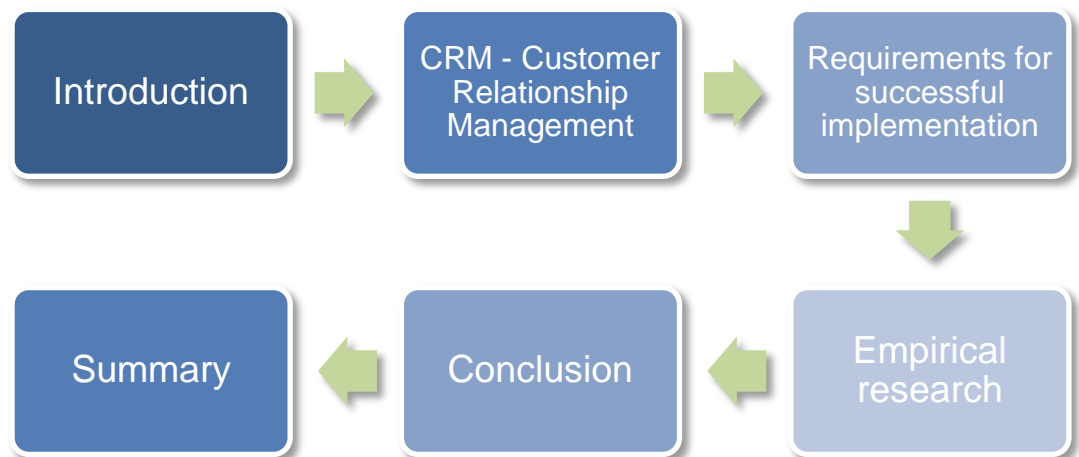 Introduction
CRM - Customer
Relationship
Management
Requirements for
successful
implementation
Empirical
research
Conclusion
Summary